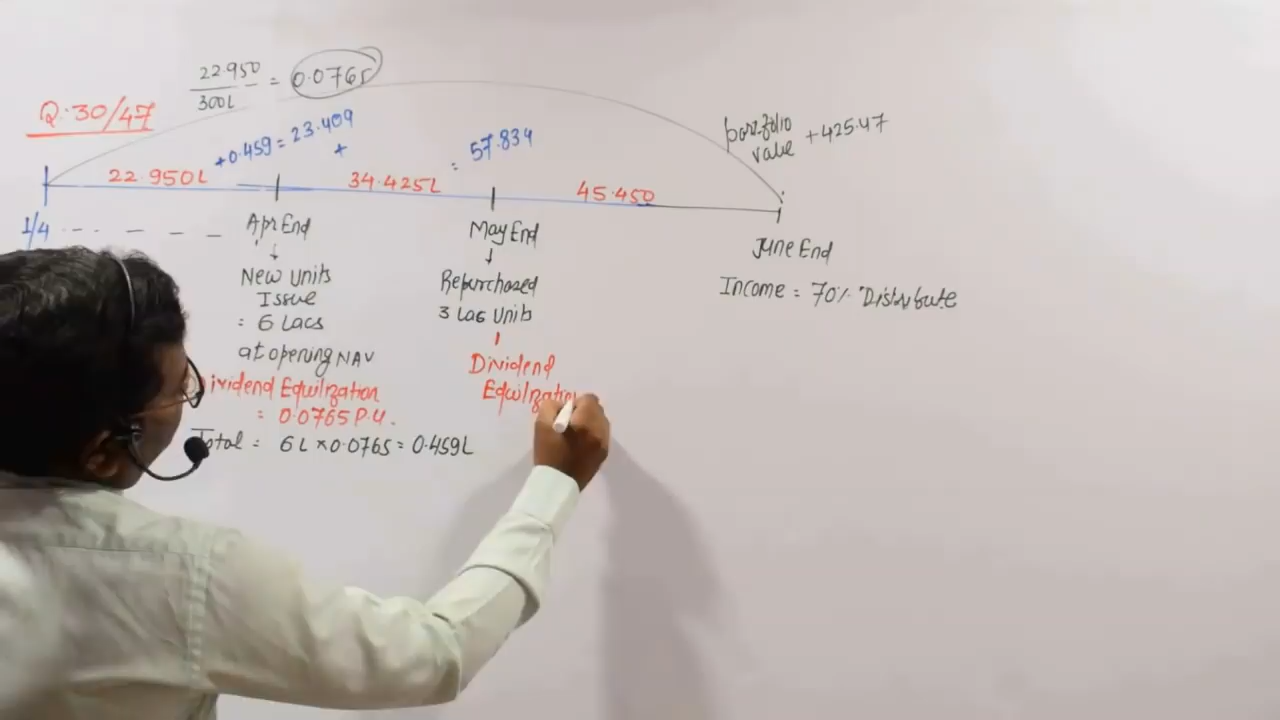 22.950
300L
= 0.0765
Q.30/47
+0.459 = 23.409
+
= 57.834
portfolio
value
+425.47
22.950L
34.425L
45.450
1/4
Apr End
May End
June End
New Units
Issue
= 6 Lacs
at opening NAV
Dividend Equilization
= 0.0765 P.U.
Total = 6L × 0.0765 = 0.459L
Repurchased
3 Lac Units
Dividend
Equilization
Income = 70% Distribute